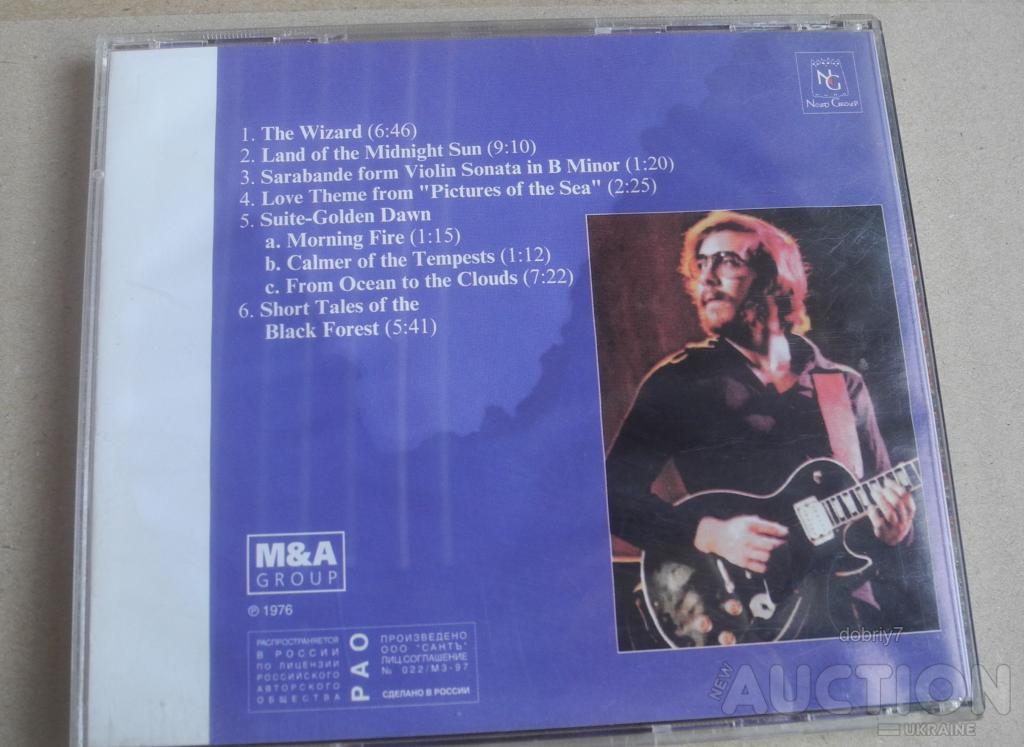 NG
NORD GROUP
1. The Wizard (6:46)
2. Land of the Midnight Sun (9:10)
3. Sarabande form Violin Sonata in B Minor (1:20)
4. Love Theme from "Pictures of the Sea" (2:25)
5. Suite-Golden Dawn
a. Morning Fire (1:15)
b. Calmer of the Tempests (1:12)
c. From Ocean to the Clouds (7:22)
6. Short Tales of the
Black Forest (5:41)
M&A
GROUP
℗ 1976
РАСПРОСТРАНЯЕТСЯ
В РОССИИ
ПО ЛИЦЕНЗИИ
РОССИЙСКОГО
АВТОРСКОГО
ОБЩЕСТВА
РАО
ПРОИЗВЕДЕНО
ООО "САНТЪ"
ЛИЦ.СОГЛАШЕНИЕ
№ 022/МЗ-97
СДЕЛАНО В РОССИИ
dobriy7
NEW
AUCTION
UKRAINE